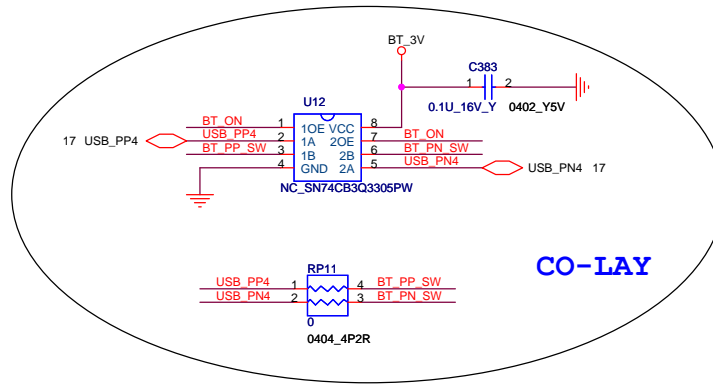 BT_3V
C383
1 2
0.1U_16V_Y 0402_Y5V
U12
BT_ON 1 1OE VCC 8
17 USB_PP4 USB_PP4 2 1A 2OE 7 BT_ON
BT_PP_SW 3 1B 2B 6 BT_PN_SW
4 GND 2A 5 USB_PN4 USB_PN4 17
NC_SN74CB3Q3305PW
CO-LAY
RP11
USB_PP4 1 4 BT_PP_SW
USB_PN4 2 3 BT_PN_SW
0
0404_4P2R